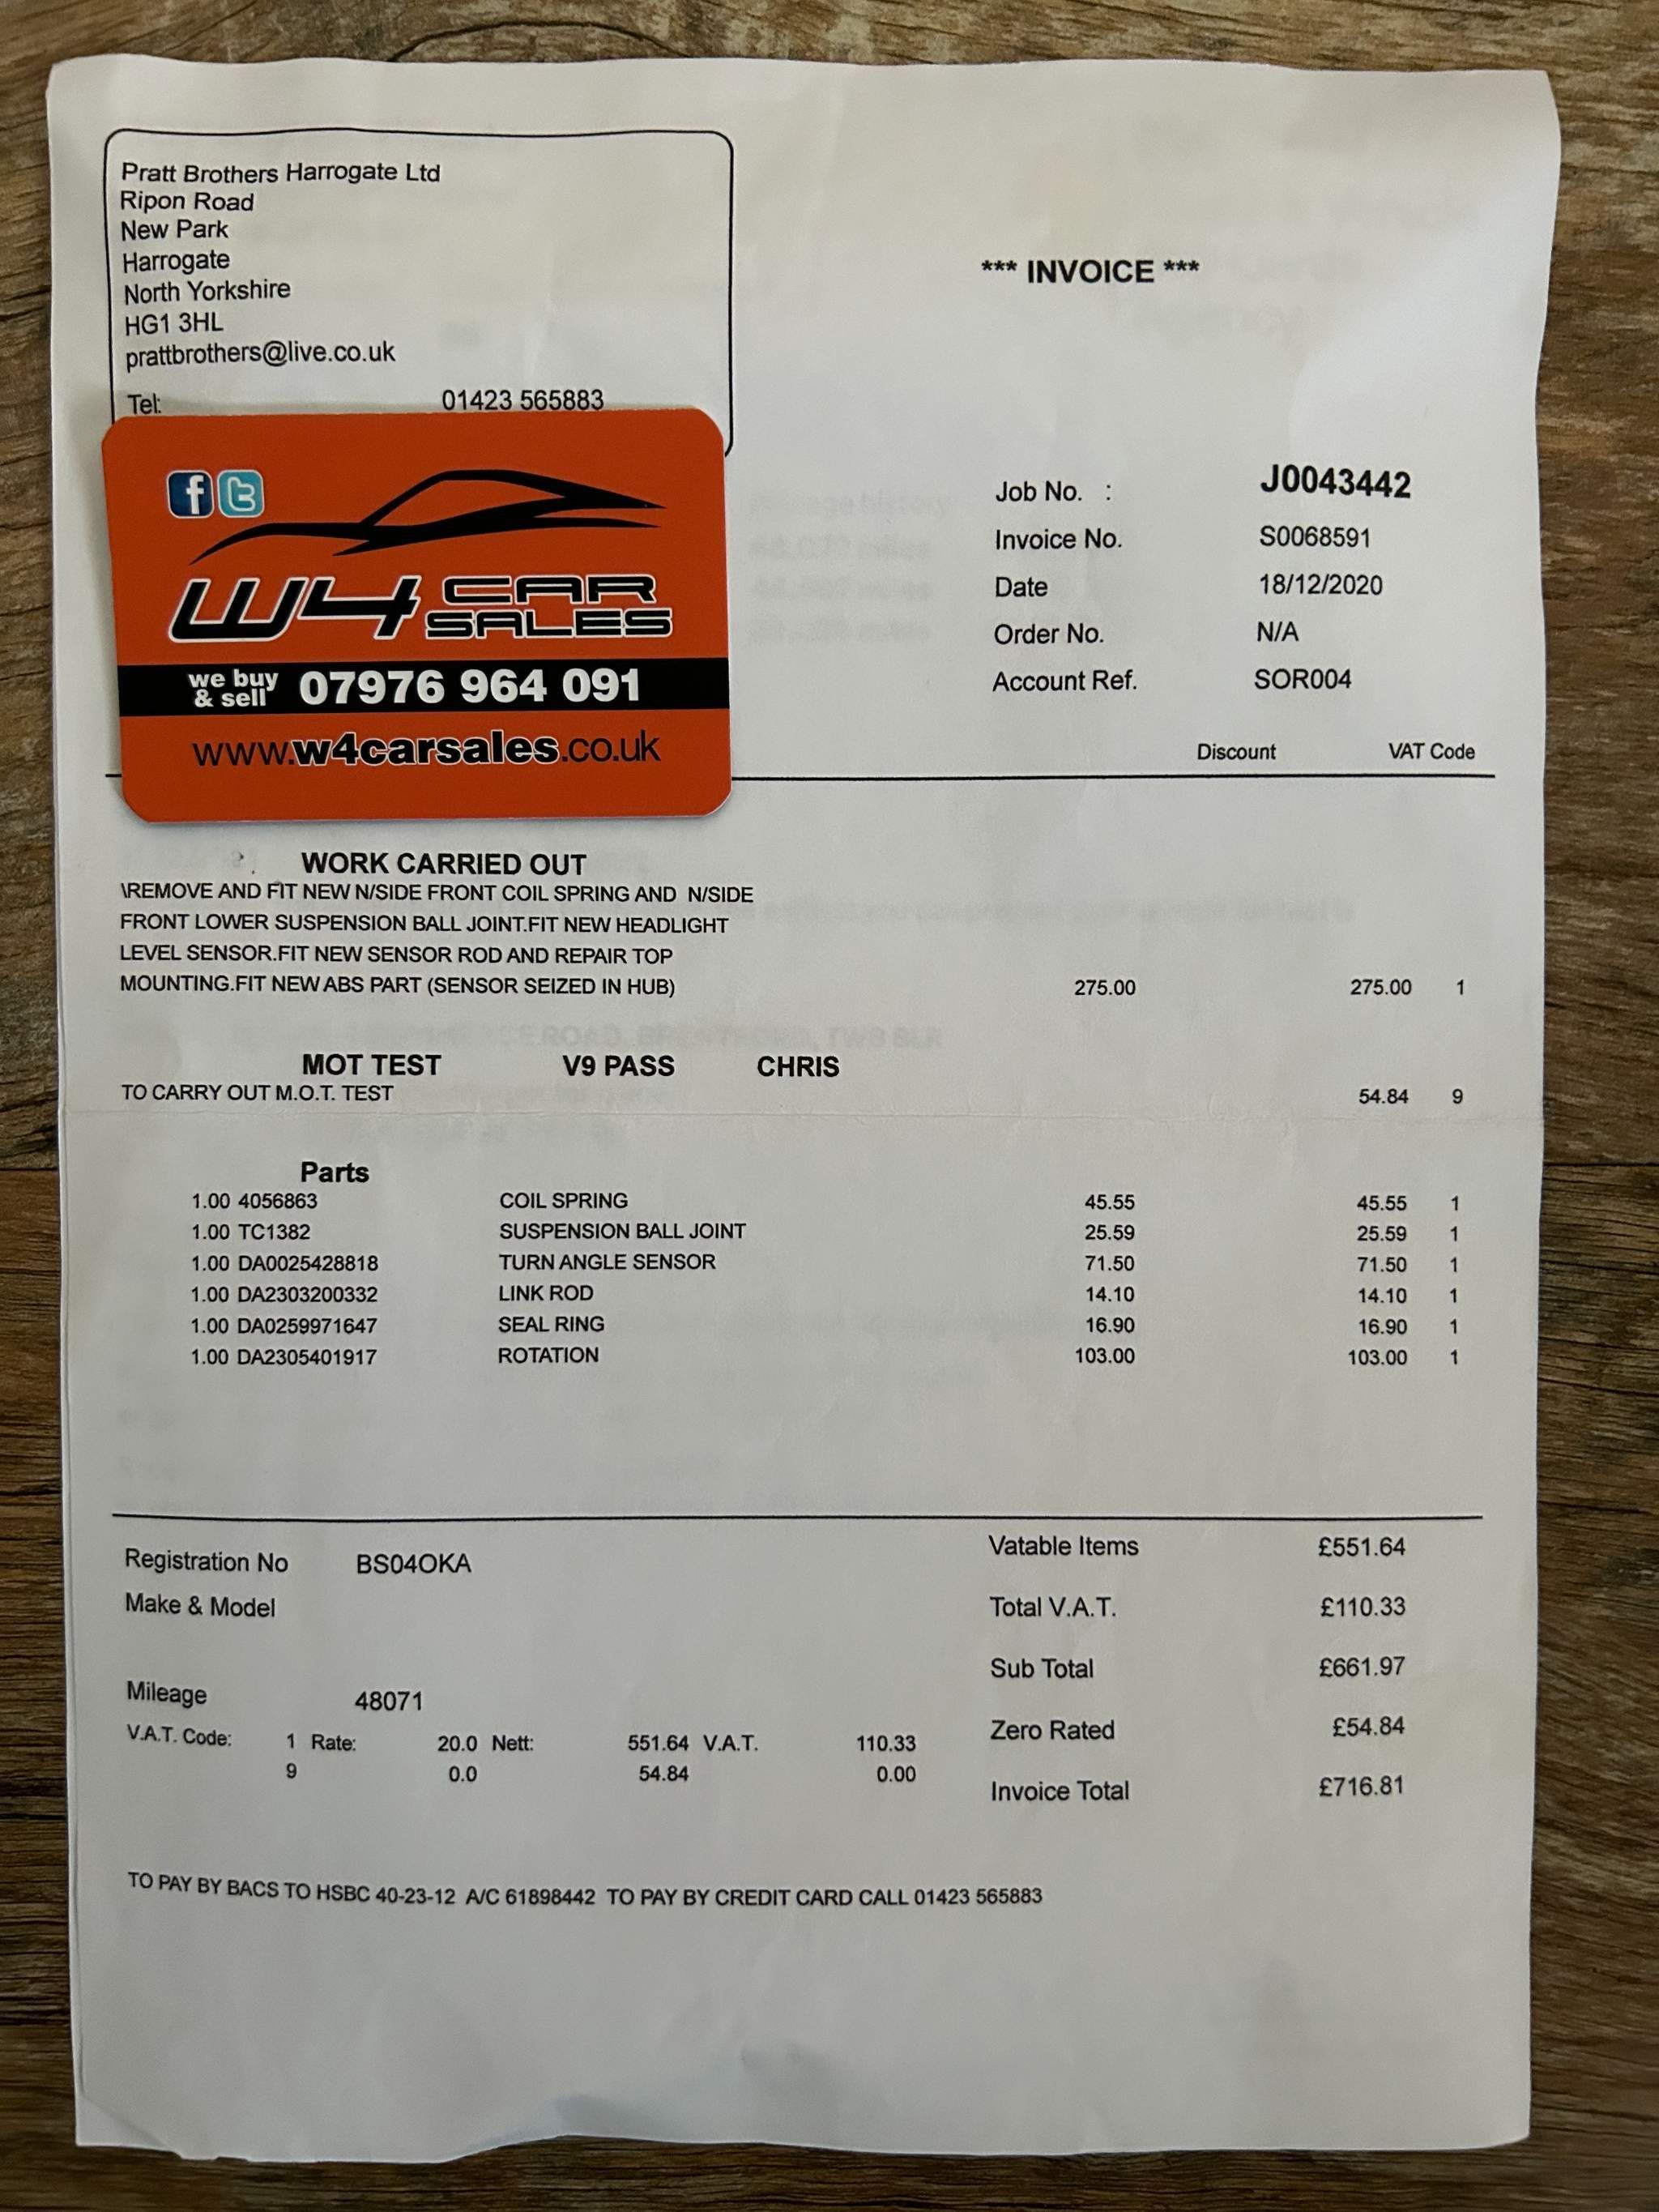 Pratt Brothers Harrogate Ltd
Ripon Road
New Park
Harrogate
North Yorkshire
HG1 3HL
prattbrothers@live.co.uk
Tel: 01423 565883
*** INVOICE ***
f t
W4 CAR SALES
we buy & sell 07976 964 091
www.w4carsales.co.uk
Job No. : J0043442
Invoice No. S0068591
Date 18/12/2020
Order No. N/A
Account Ref. SOR004
Discount VAT Code
WORK CARRIED OUT
\REMOVE AND FIT NEW N/SIDE FRONT COIL SPRING AND N/SIDE
FRONT LOWER SUSPENSION BALL JOINT.FIT NEW HEADLIGHT
LEVEL SENSOR.FIT NEW SENSOR ROD AND REPAIR TOP
MOUNTING.FIT NEW ABS PART (SENSOR SEIZED IN HUB) 275.00 275.00 1
MOT TEST V9 PASS CHRIS
TO CARRY OUT M.O.T. TEST 54.84 9
Parts
1.00 4056863 COIL SPRING 45.55 45.55 1
1.00 TC1382 SUSPENSION BALL JOINT 25.59 25.59 1
1.00 DA0025428818 TURN ANGLE SENSOR 71.50 71.50 1
1.00 DA2303200332 LINK ROD 14.10 14.10 1
1.00 DA0259971647 SEAL RING 16.90 16.90 1
1.00 DA2305401917 ROTATION 103.00 103.00 1
Registration No BS04OKA
Make & Model
Mileage 48071
V.A.T. Code: 1 Rate: 20.0 Nett: 551.64 V.A.T. 110.33
9 0.0 54.84 0.00
Vatable Items £551.64
Total V.A.T. £110.33
Sub Total £661.97
Zero Rated £54.84
Invoice Total £716.81
TO PAY BY BACS TO HSBC 40-23-12 A/C 61898442 TO PAY BY CREDIT CARD CALL 01423 565883